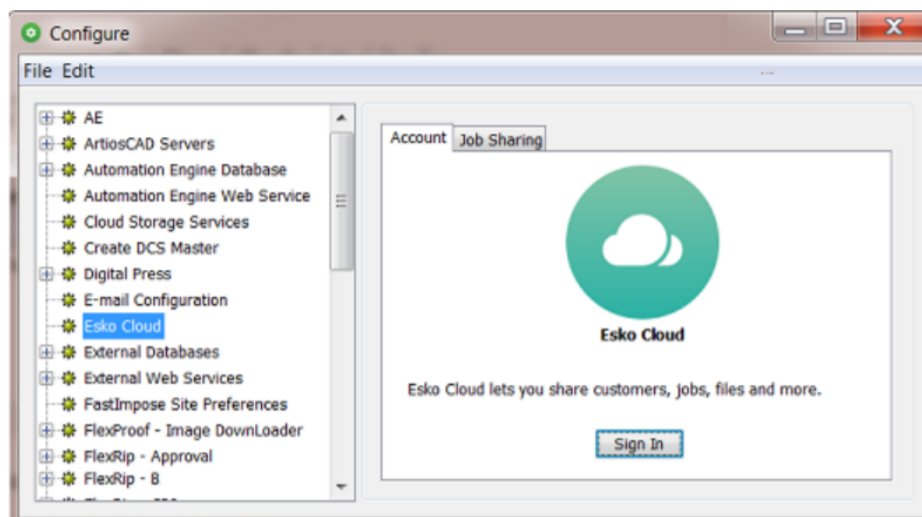 Configure
File Edit
AE
ArtiosCAD Servers
Automation Engine Database
Automation Engine Web Service
Cloud Storage Services
Create DCS Master
Digital Press
E-mail Configuration
Esko Cloud
External Databases
External Web Services
FastImpose Site Preferences
FlexProof - Image DownLoader
FlexRip - Approval
FlexRip - B
Account Job Sharing
Esko Cloud
Esko Cloud lets you share customers, jobs, files and more.
Sign In